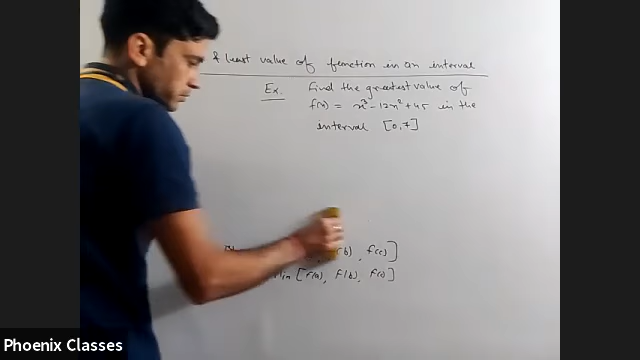 & least value of function in an interval
Ex. Find the greatest value of
f(x) = x³ - 12x² + 45 in the
interval [0,7]
f(b), f(c)]
Min [f(a), f(b), f(c)]
Phoenix Classes